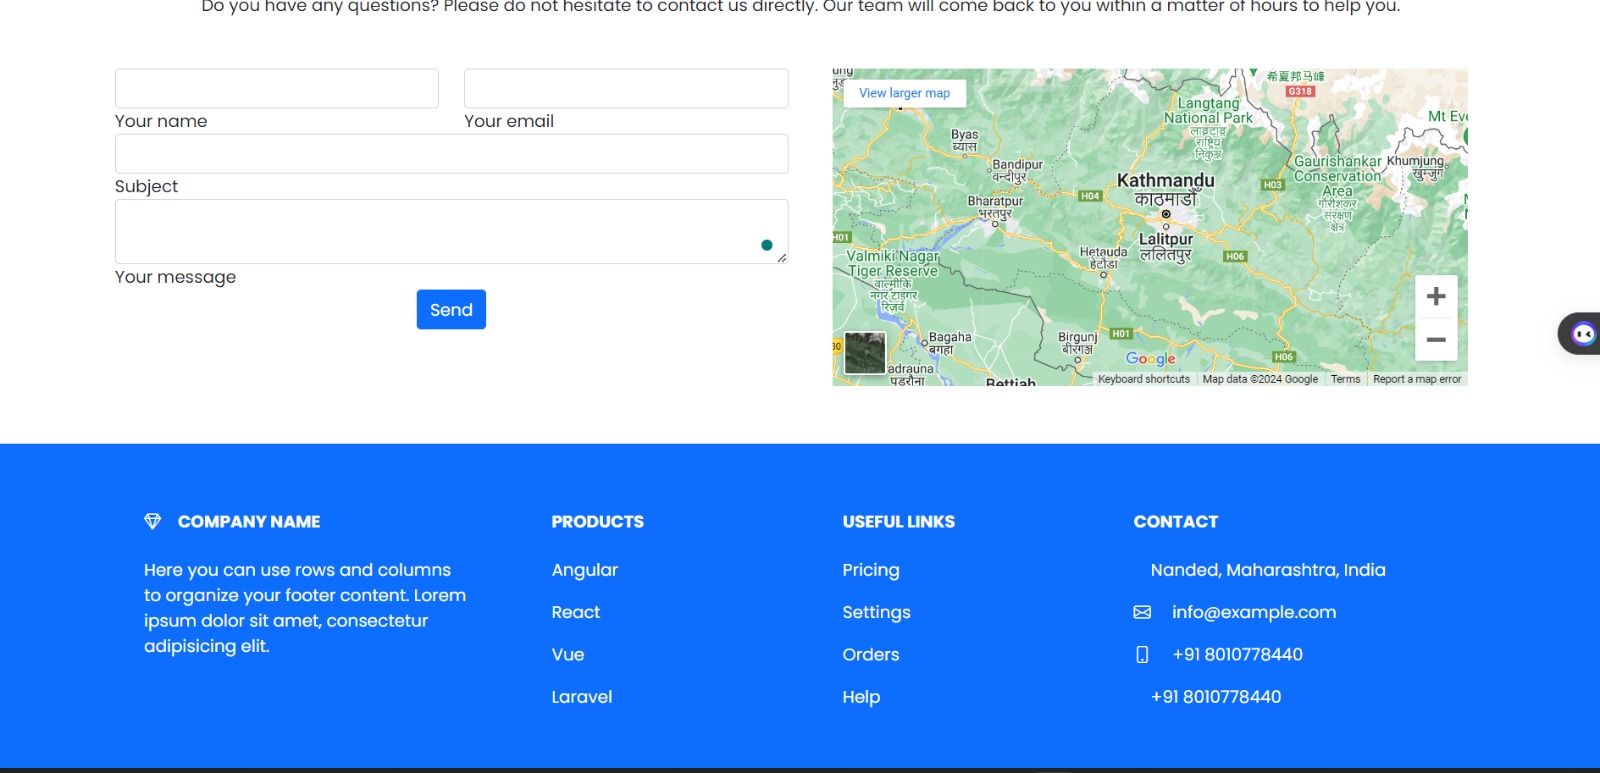 Do you have any questions? Please do not hesitate to contact us directly. Our team will come back to you within a matter of hours to help you.
Your name
Your email
Subject
Your message
Send
View larger map
希夏邦马峰
G318
Langtang
National Park
लाङटाङ
राष्ट्रिय
निकुञ्ज
Mt Eve
Byas
ब्यास
Bandipur
वन्दीपुर
Gaurishankar
Conservation
Area
गौरीशंकर
संरक्षण
क्षेत्र
Khumjung
खुम्जुङ
Kathmandu
काठमाडौं
H03
H04
Bharatpur
भरतपुर
Lalitpur
ललितपुर
H01
Hetauda
हेटौंडा
H06
Valmiki Nagar
Tiger Reserve
वाल्मीकि
नगर टाइगर
रिज़र्व
Bagaha
बगहा
Birgunj
बीरगञ्ज
H01
H06
30
adrauna
पडरौना
Bettiah
Google
Keyboard shortcuts
Map data ©2024 Google
Terms
Report a map error
COMPANY NAME
Here you can use rows and columns
to organize your footer content. Lorem
ipsum dolor sit amet, consectetur
adipisicing elit.
PRODUCTS
Angular
React
Vue
Laravel
USEFUL LINKS
Pricing
Settings
Orders
Help
CONTACT
Nanded, Maharashtra, India
info@example.com
+91 8010778440
+91 8010778440